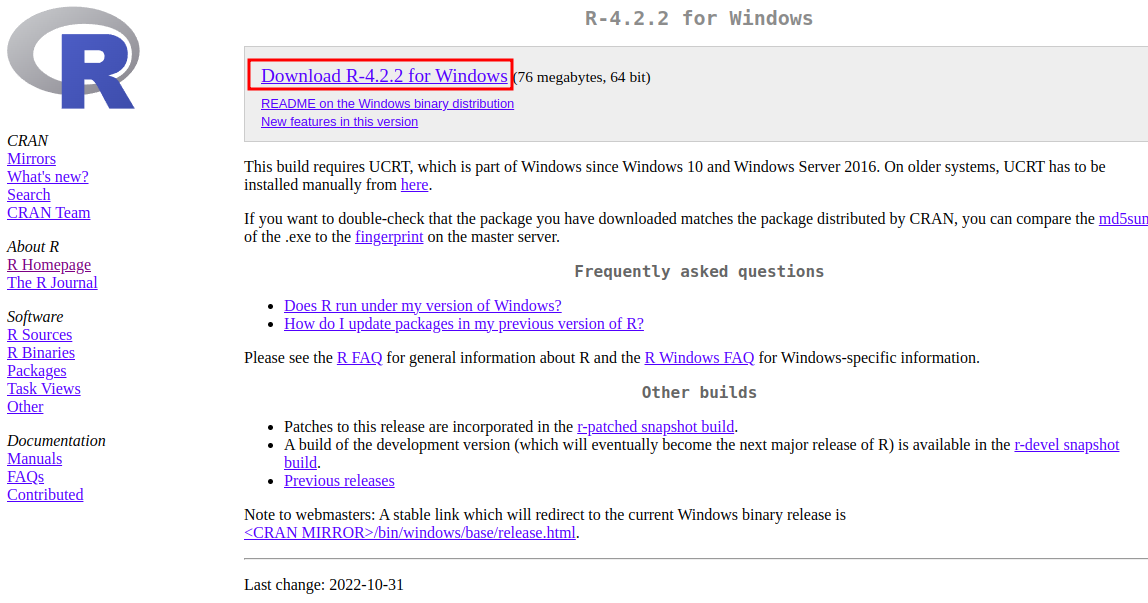 R
R-4.2.2 for Windows
Download R-4.2.2 for Windows (76 megabytes, 64 bit)
README on the Windows binary distribution
New features in this version
CRAN
Mirrors
What's new?
Search
CRAN Team
About R
R Homepage
The R Journal
Software
R Sources
R Binaries
Packages
Task Views
Other
Documentation
Manuals
FAQs
Contributed
This build requires UCRT, which is part of Windows since Windows 10 and Windows Server 2016. On older systems, UCRT has to be
installed manually from here.
If you want to double-check that the package you have downloaded matches the package distributed by CRAN, you can compare the md5sum
of the .exe to the fingerprint on the master server.
Frequently asked questions
• Does R run under my version of Windows?
• How do I update packages in my previous version of R?
Please see the R FAQ for general information about R and the R Windows FAQ for Windows-specific information.
Other builds
• Patches to this release are incorporated in the r-patched snapshot build.
• A build of the development version (which will eventually become the next major release of R) is available in the r-devel snapshot
build.
• Previous releases
Note to webmasters: A stable link which will redirect to the current Windows binary release is
<CRAN MIRROR>/bin/windows/base/release.html.
Last change: 2022-10-31